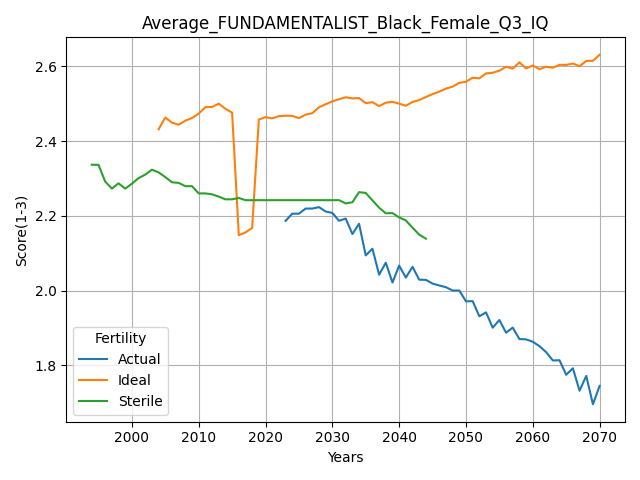 Average_FUNDAMENTALIST_Black_Female_Q3_IQ
Score(1-3)
2.6
2.4
2.2
2.0
1.8
Fertility
Actual
Ideal
Sterile
2000 2010 2020 2030 2040 2050 2060 2070
Years